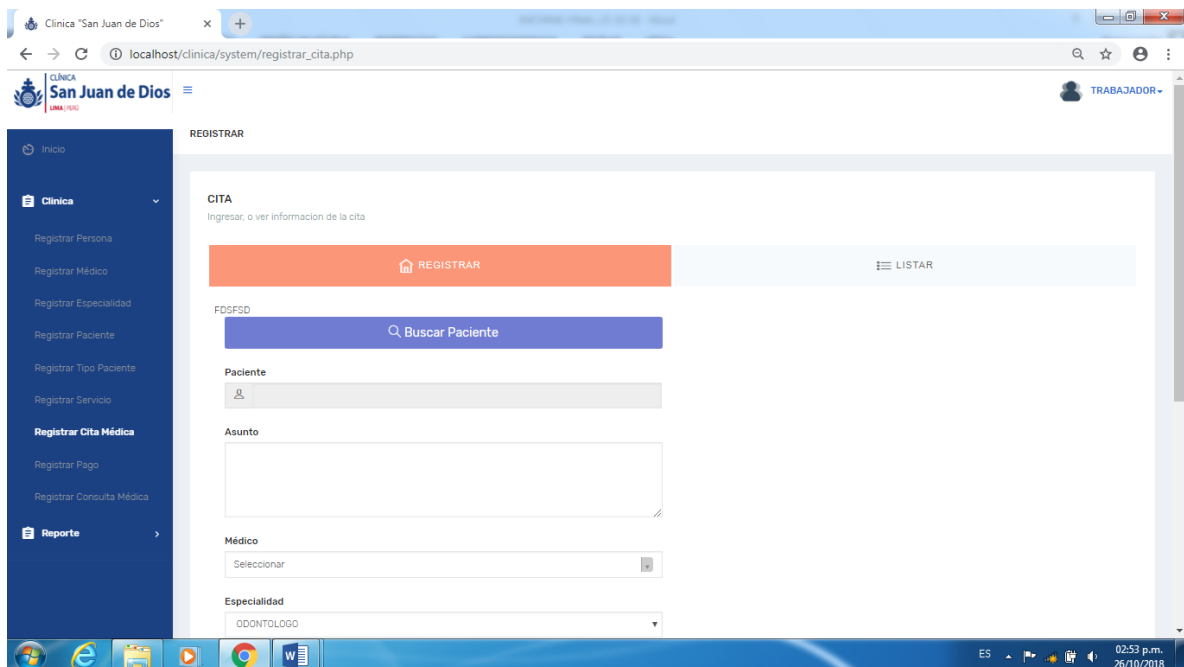 Clinica "San Juan de Dios"
localhost/clinica/system/registrar_cita.php
CLÍNICA
San Juan de Dios
LIMA | PERÚ
TRABAJADOR
REGISTRAR
Inicio
Clinica
Registrar Persona
Registrar Médico
Registrar Especialidad
Registrar Paciente
Registrar Tipo Paciente
Registrar Servicio
Registrar Cita Médica
Registrar Pago
Registrar Consulta Médica
Reporte
CITA
Ingresar, o ver informacion de la cita
REGISTRAR
LISTAR
FDSFSD
Buscar Paciente
Paciente
Asunto
Médico
Seleccionar
Especialidad
ODONTOLOGO
ES
02:53 p.m.
26/10/2018